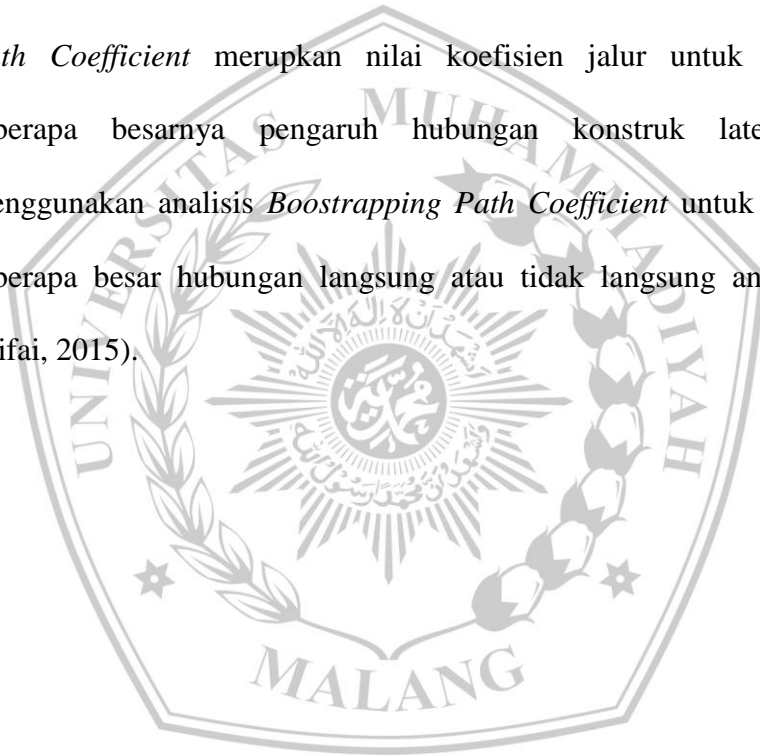 th Coefficient merupkan nilai koefisien jalur untuk
berapa besarnya pengaruh hubungan konstruk late
enggunakan analisis Boostrapping Path Coefficient untuk
berapa besar hubungan langsung atau tidak langsung an
ifai, 2015).
UNIVERSITAS MUHAMMADIYAH
MALANG